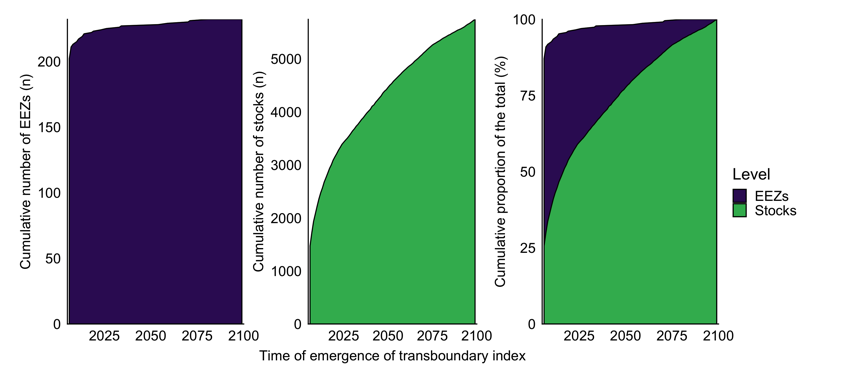 Cumulative number of EEZs (n)
200
150
100
50
0
2025 2050 2075 2100
Cumulative number of stocks (n)
5000
4000
3000
2000
1000
0
2025 2050 2075 2100
Cumulative proportion of the total (%)
100
75
50
25
0
2025 2050 2075 2100
Time of emergence of transboundary index
Level
EEZs
Stocks